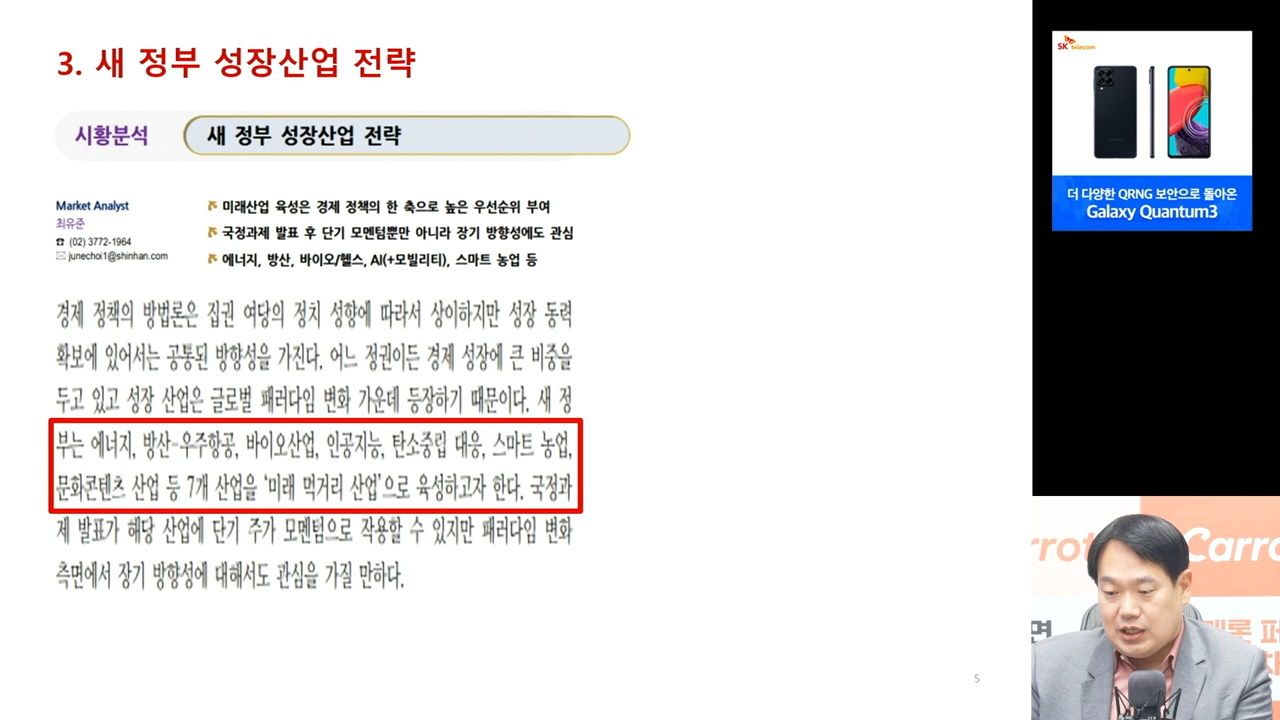 3. 새 정부 성장산업 전략
시황분석
새 정부 성장산업 전략
Market Analyst
최유준
☎ (02) 3772-1964
✉ junechoi1@shinhan.com
미래산업 육성은 경제 정책의 한 축으로 높은 우선순위 부여
국정과제 발표 후 단기 모멘텀뿐만 아니라 장기 방향성에도 관심
에너지, 방산, 바이오/헬스, AI(+모빌리티), 스마트 농업 등
경제 정책의 방법론은 집권 여당의 정치 성향에 따라서 상이하지만 성장 동력
확보에 있어서는 공통된 방향성을 가진다. 어느 정권이든 경제 성장에 큰 비중을
두고 있고 성장 산업은 글로벌 패러다임 변화 가운데 등장하기 때문이다. 새 정
부는 에너지, 방산-우주항공, 바이오산업, 인공지능, 탄소중립 대응, 스마트 농업,
문화콘텐츠 산업 등 7개 산업을 '미래 먹거리 산업'으로 육성하고자 한다. 국정과
제 발표가 해당 산업에 단기 주가 모멘텀으로 작용할 수 있지만 패러다임 변화
측면에서 장기 방향성에 대해서도 관심을 가질 만하다.
5
SK telecom
더 다양한 QRNG 보안으로 돌아온
Galaxy Quantum3
rrot
Carro
면